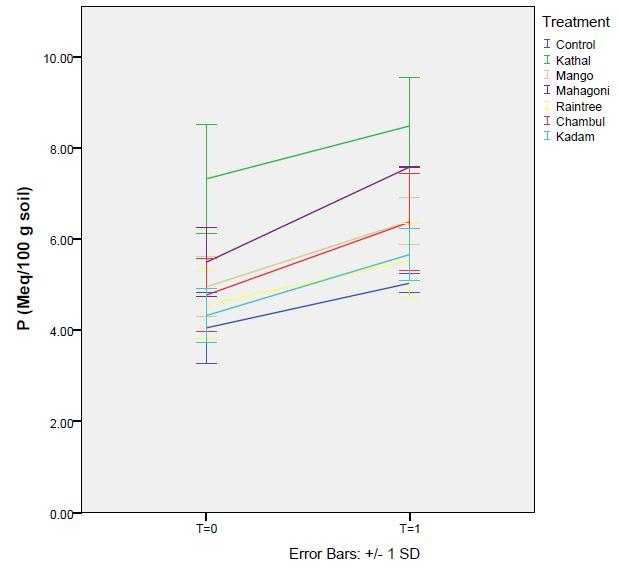 Treatment
Control
Kathal
Mango
Mahagoni
Raintree
Chambul
Kadam
P (Meq/100 g soil)
10.00
8.00
6.00
4.00
2.00
0.00
T=0
T=1
Error Bars: +/- 1 SD